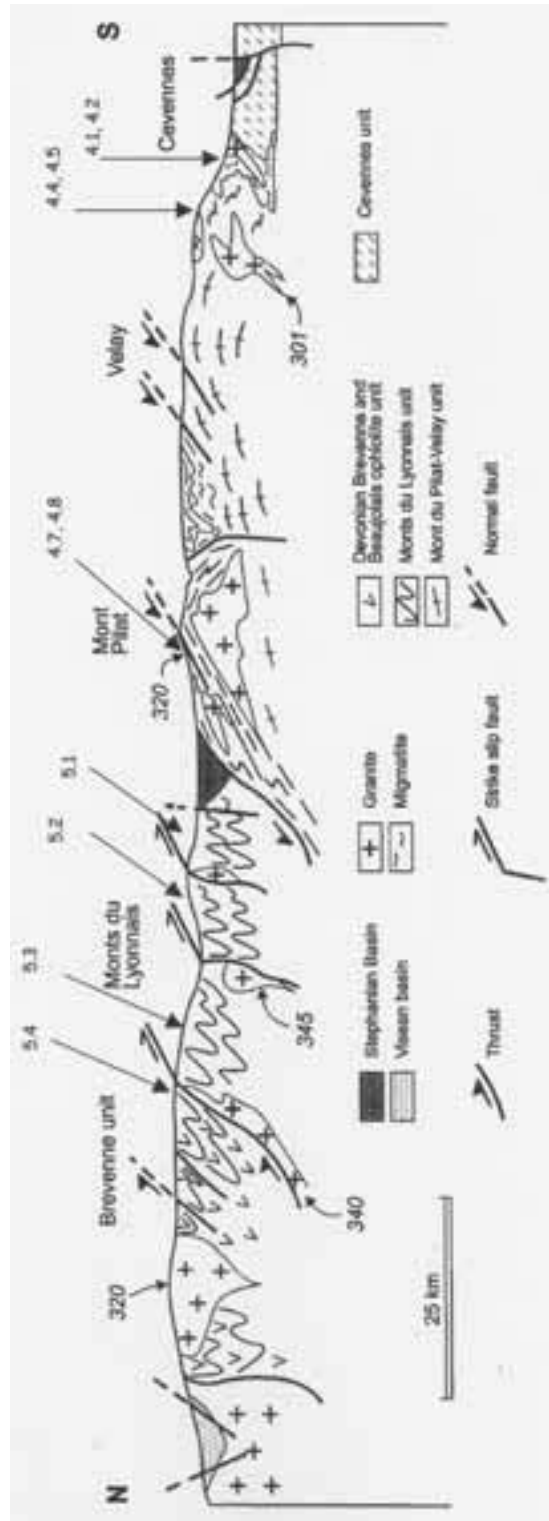 N
S
320
Brevenne unit
5.4
5.3
Monts du
Lyonnais
5.2
5.1
320
Mont
Pilat
4.7, 4.8
Velay
4.4, 4.5
4.1, 4.2
Cevennes
340
345
301
25 km
Stephanian Basin
Visean basin
Granite
Migmatite
Devonian Brevenne and
Beaujolais ophiolite unit
Monts du Lyonnais unit
Mont du Pilat-Velay unit
Cevennes unit
Thrust
Strike slip fault
Normal fault